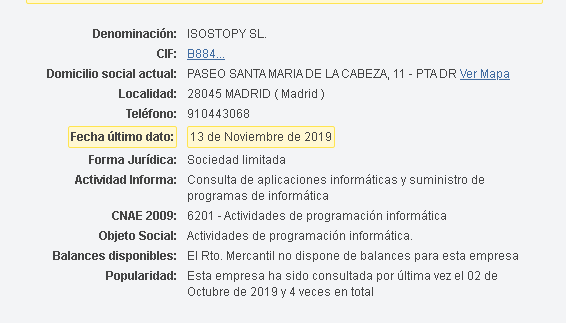 Denominación: ISOSTOPY SL.
CIF: B884...
Domicilio social actual: PASEO SANTA MARIA DE LA CABEZA, 11 - PTA DR Ver Mapa
Localidad: 28045 MADRID ( Madrid )
Teléfono: 910443068
Fecha último dato: 13 de Noviembre de 2019
Forma Jurídica: Sociedad limitada
Actividad Informa: Consulta de aplicaciones informáticas y suministro de
programas de informática
CNAE 2009: 6201 - Actividades de programación informática
Objeto Social: Actividades de programación informática.
Balances disponibles: El Rto. Mercantil no dispone de balances para esta empresa
Popularidad: Esta empresa ha sido consultada por última vez el 02 de
Octubre de 2019 y 4 veces en total